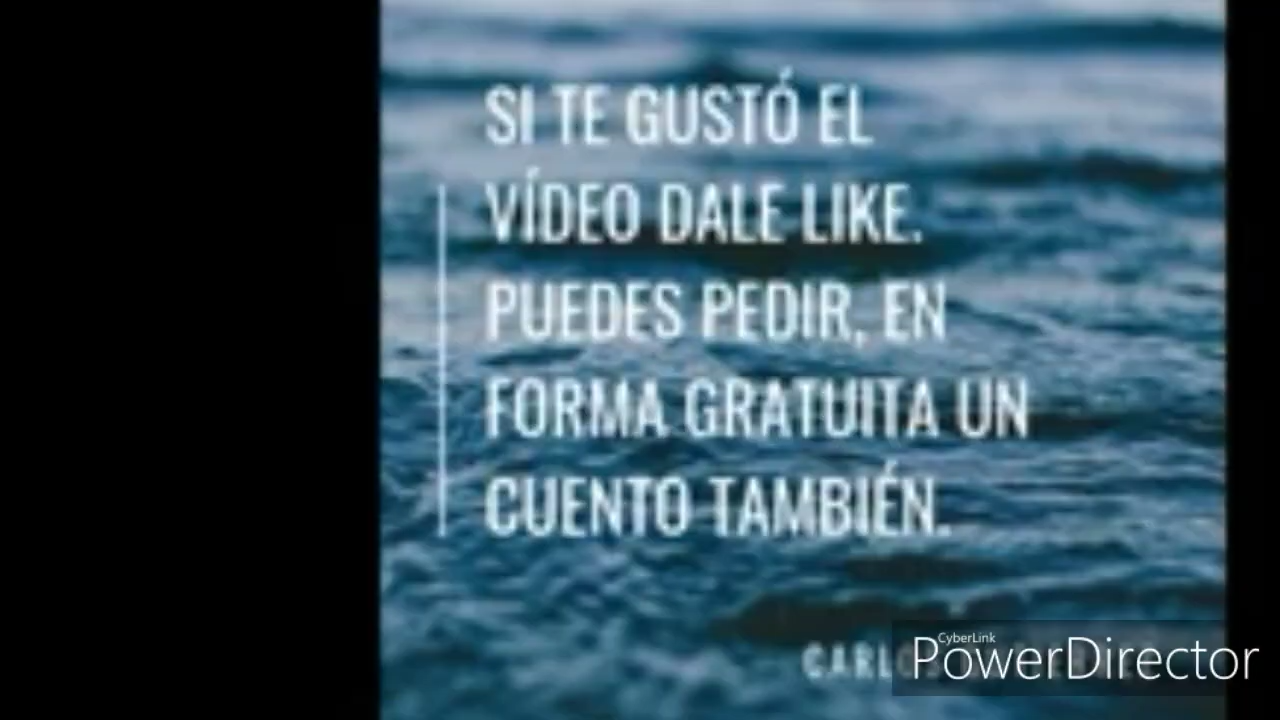 SI TE GUSTÓ EL
VÍDEO DALE LIKE.
PUEDES PEDIR, EN
FORMA GRATUITA UN
CUENTO TAMBIÉN.
CyberLink
PowerDirector